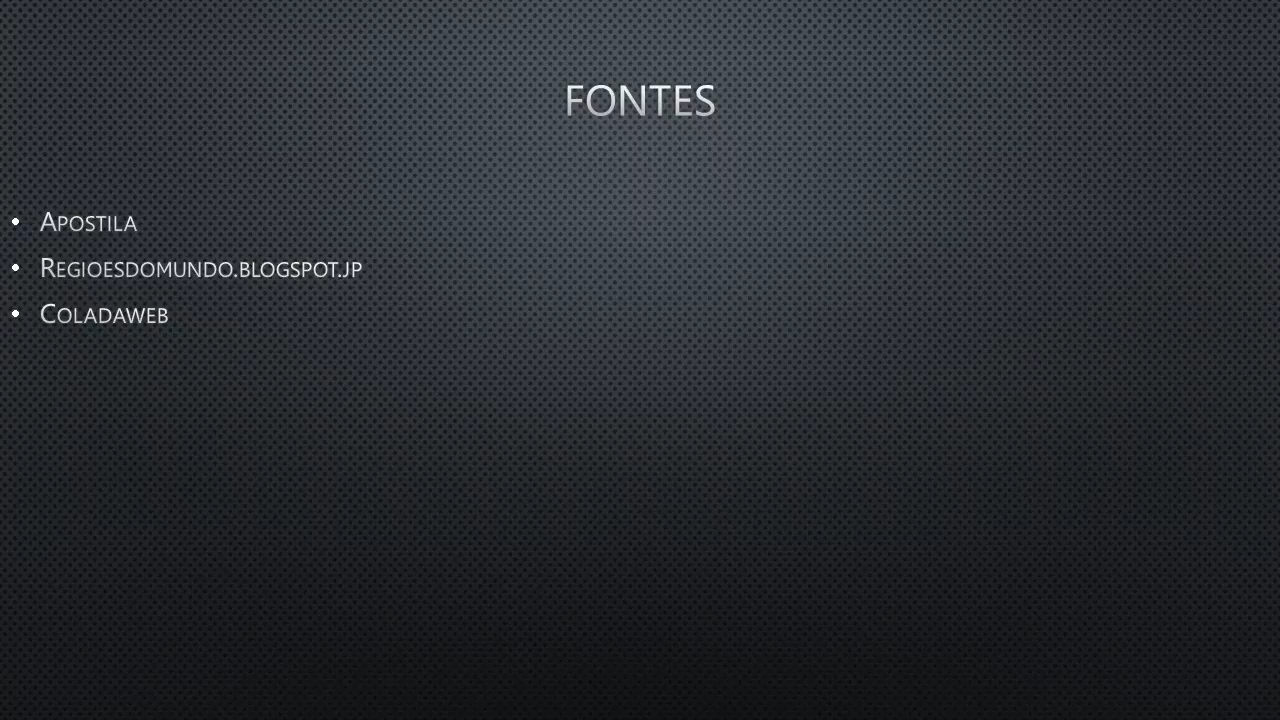 FONTES
• Apostila
• Regioesdomundo.blogspot.jp
• Coladaweb